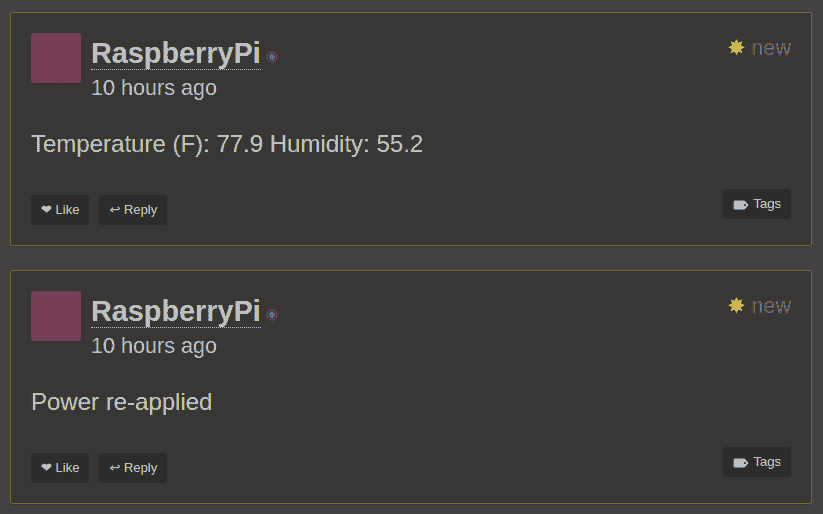 RaspberryPi
new
10 hours ago
Temperature (F): 77.9 Humidity: 55.2
Like
Reply
Tags
RaspberryPi
new
10 hours ago
Power re-applied
Like
Reply
Tags